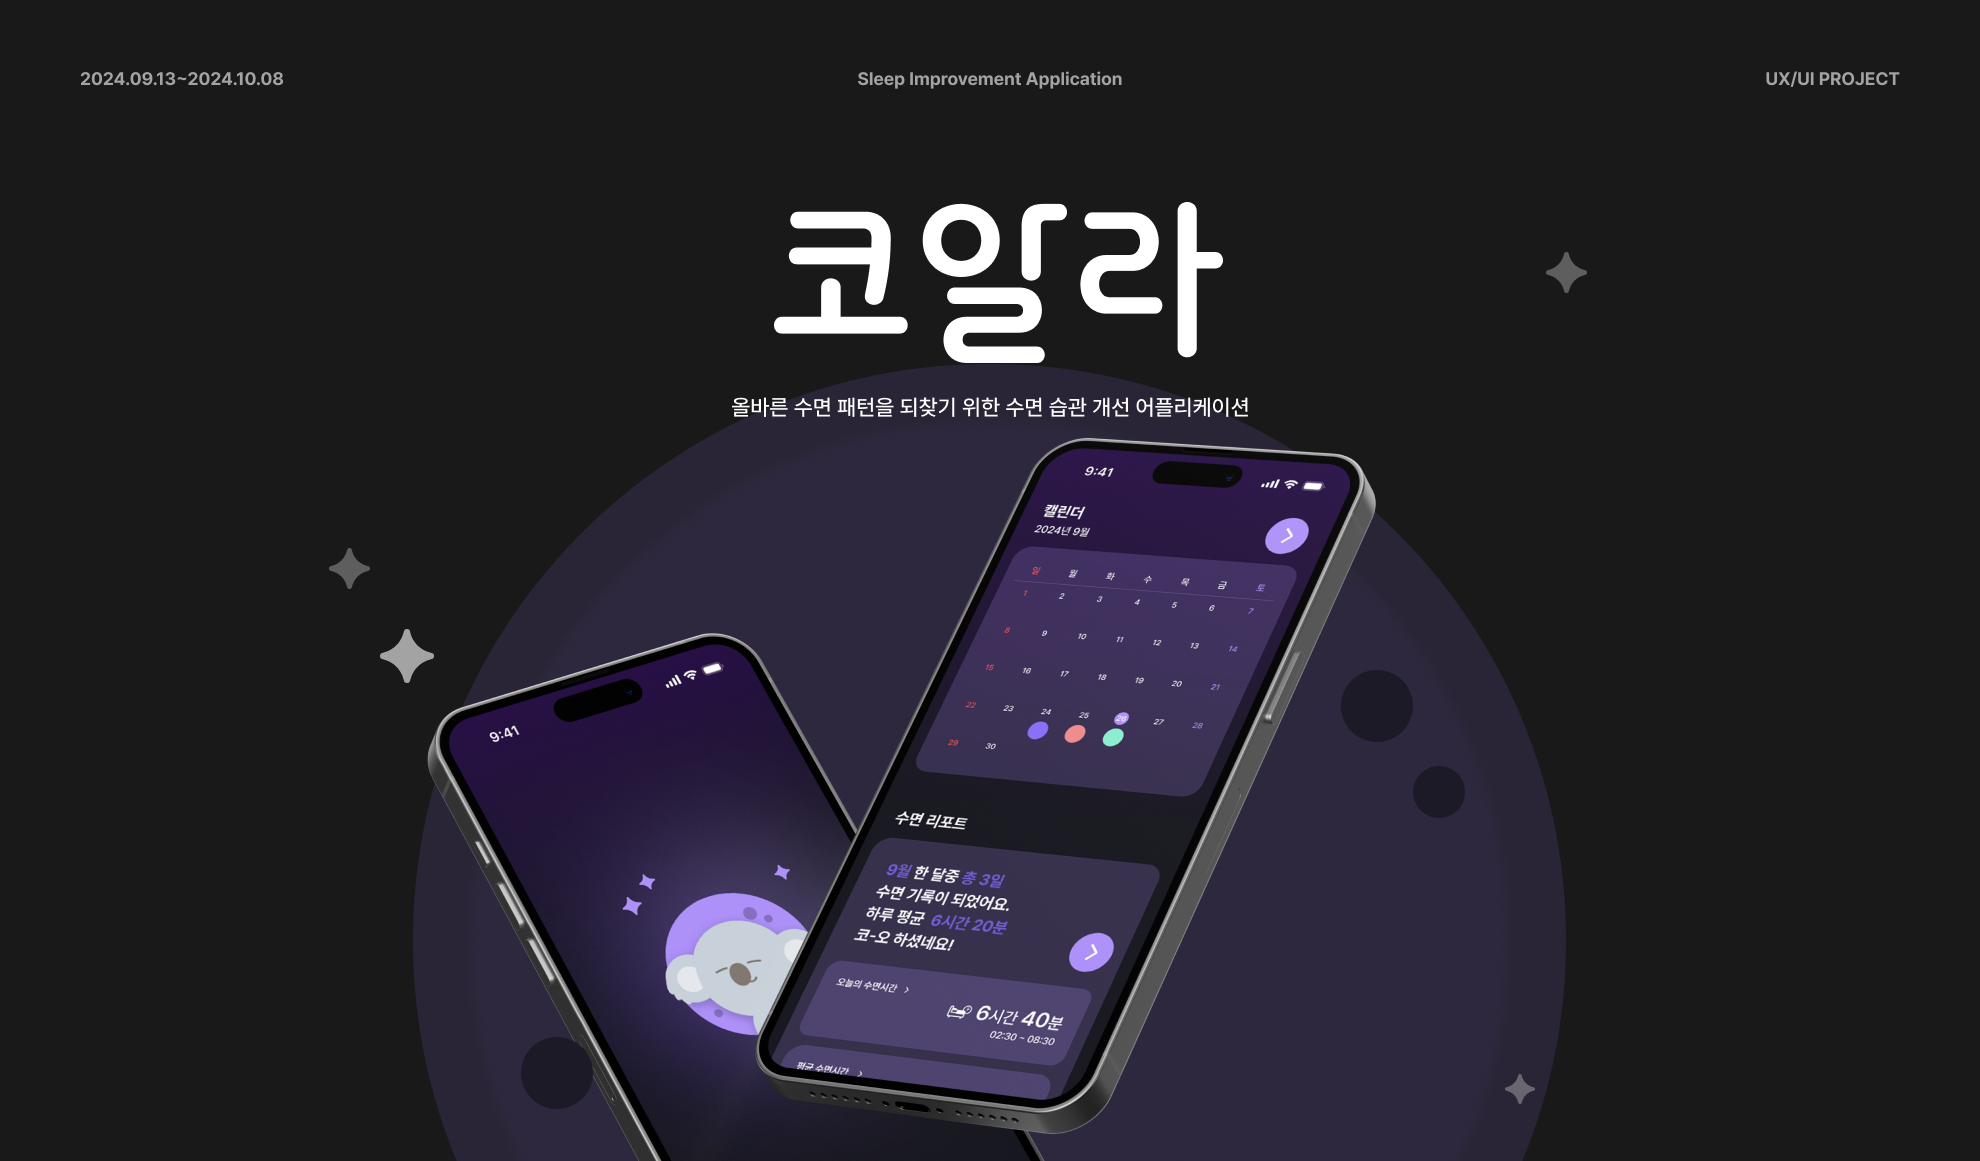 2024.09.13~2024.10.08
Sleep Improvement Application
UX/UI PROJECT
코알라
올바른 수면 패턴을 되찾기 위한 수면 습관 개선 어플리케이션
9:41
캘린더
2024년 9월
일 월 화 수 목 금 토
1 2 3 4 5 6 7
8 9 10 11 12 13 14
15 16 17 18 19 20 21
22 23 24 25 26 27 28
29 30
수면 리포트
9월 한 달중 총 3일
수면 기록이 되었어요.
하루 평균 6시간 20분
코-오 하셨네요!
오늘의 수면시간 >
6시간 40분
02:30 ~ 08:30
평균 수면시간 >
9:41